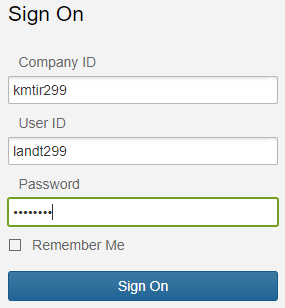 Sign On
Company ID
kmtir299
User ID
landt299
Password
••••••••
Remember Me
Sign On